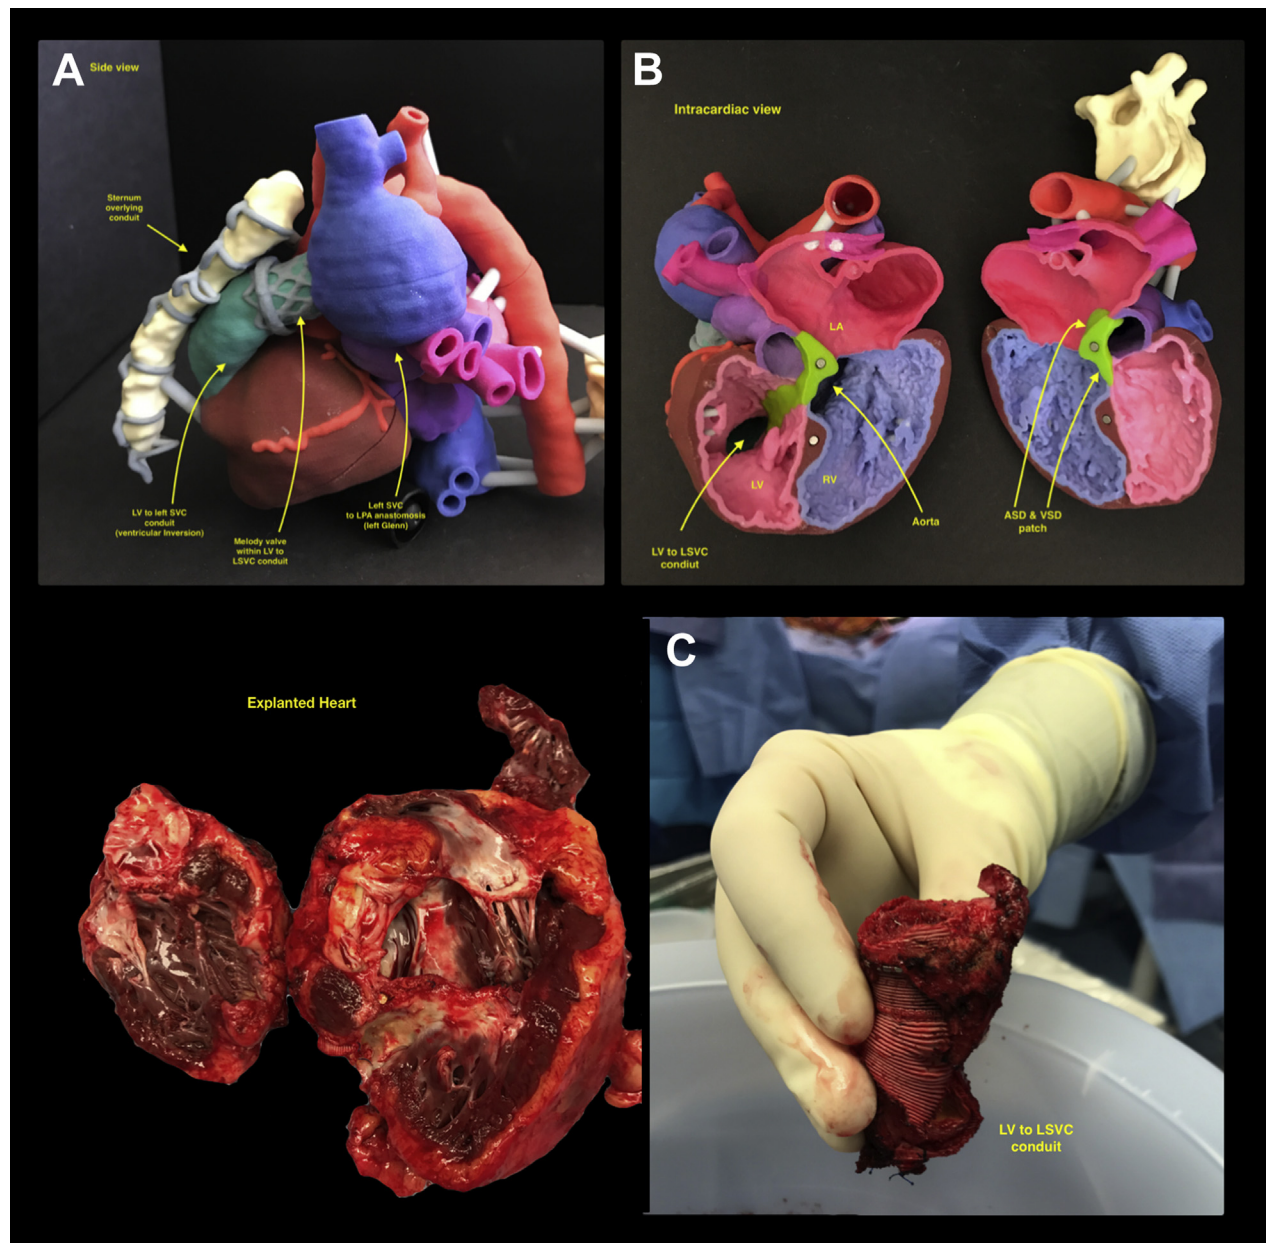 A
Side view
Sternum
overlying
conduit
LV to left SVC
conduit
(ventricular Inversion)
Melody valve
within LV to
LSVC conduit
Left SVC
to LPA anastomosis
(left Glenn)
B
Intracardiac view
LA
LV
RV
LV to LSVC
condiut
Aorta
ASD & VSD
patch
Explanted Heart
C
LV to LSVC
conduit